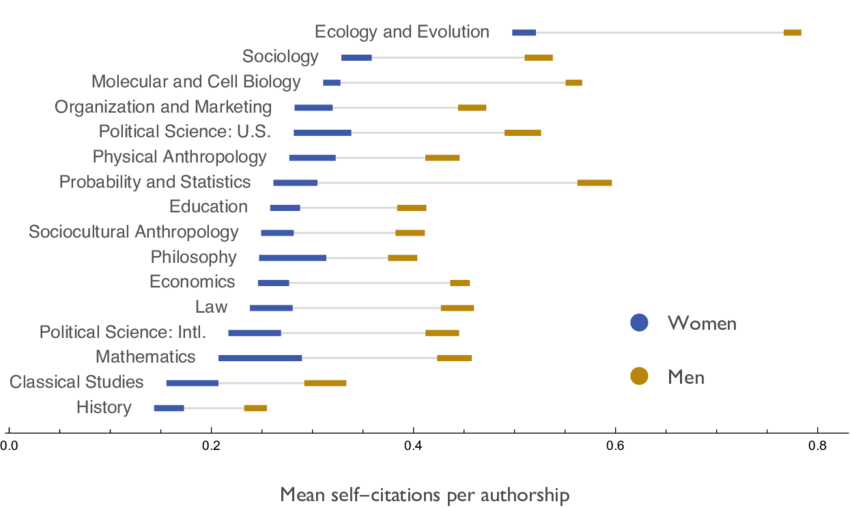 Ecology and Evolution
Sociology
Molecular and Cell Biology
Organization and Marketing
Political Science: U.S.
Physical Anthropology
Probability and Statistics
Education
Sociocultural Anthropology
Philosophy
Economics
Law
Political Science: Intl.
Mathematics
Classical Studies
History
Women
Men
0.0 0.2 0.4 0.6 0.8
Mean self–citations per authorship